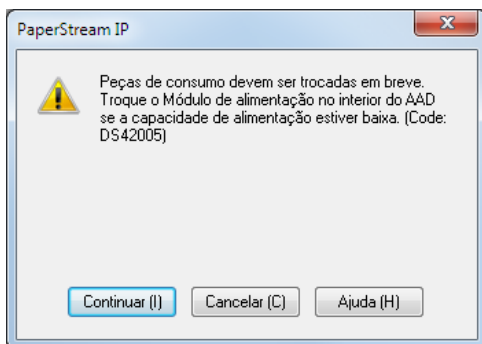 PaperStream IP
Peças de consumo devem ser trocadas em breve.
Troque o Módulo de alimentação no interior do AAD
se a capacidade de alimentação estiver baixa. (Code:
DS42005)
Continuar (I) Cancelar (C) Ajuda (H)